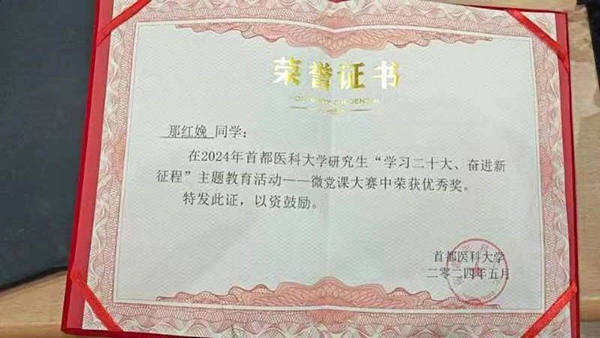 荣誉证书
那红娩 同学：
在2024年首都医科大学研究生“学习二十大、奋进新
征程”主题教育活动——微党课大赛中荣获优秀奖。
特发此证，以资鼓励。
首都医科大学
二零二四年五月